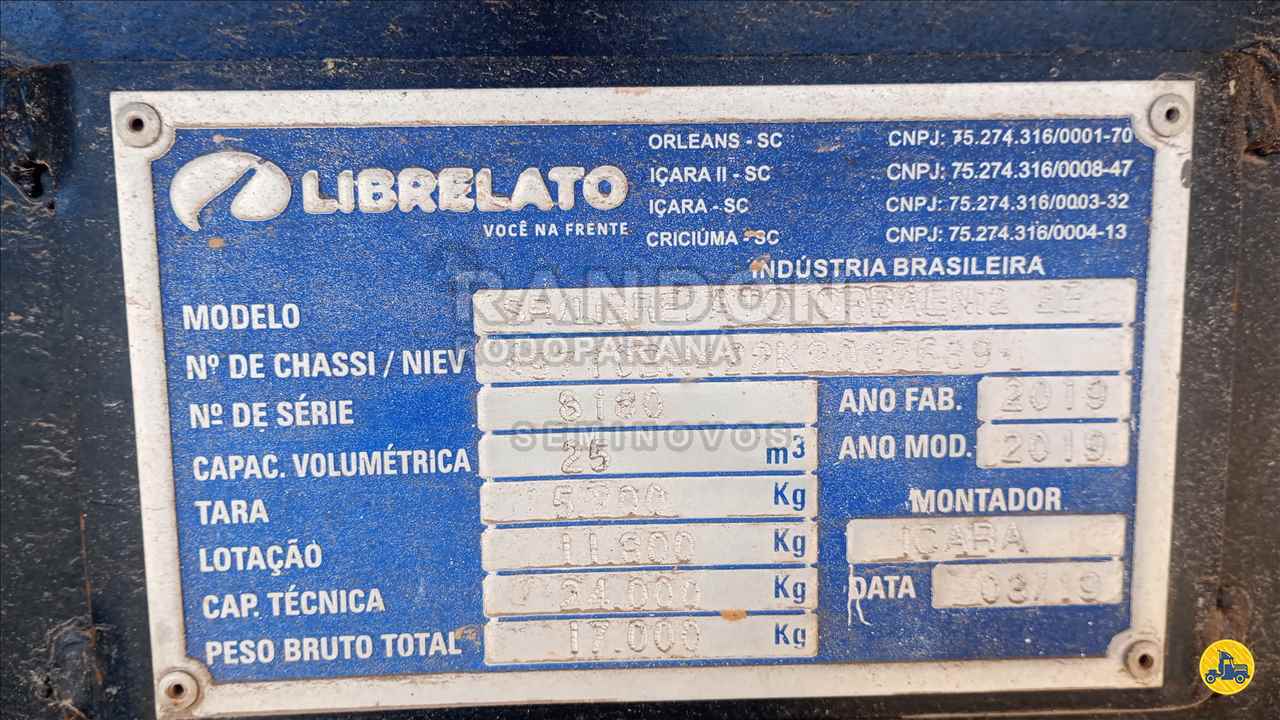 LIBRELATO
VOCÊ NA FRENTE
ORLEANS - SC CNPJ: 75.274.316/0001-70
IÇARA II - SC CNPJ: 75.274.316/0008-47
IÇARA - SC CNPJ: 75.274.316/0003-32
CRICIÚMA - SC CNPJ: 75.274.316/0004-13
INDÚSTRIA BRASILEIRA
RANDON
RODOPARANÁ
SEMINOVOS
MODELO
Nº DE CHASSI / NIEV
Nº DE SÉRIE
ANO FAB. 2019
CAPAC. VOLUMÉTRICA 25 m3
ANO MOD. 2019
TARA Kg
MONTADOR
LOTAÇÃO Kg
ICARA
CAP. TÉCNICA 34.000 Kg
DATA 03/19
PESO BRUTO TOTAL 17.000 Kg